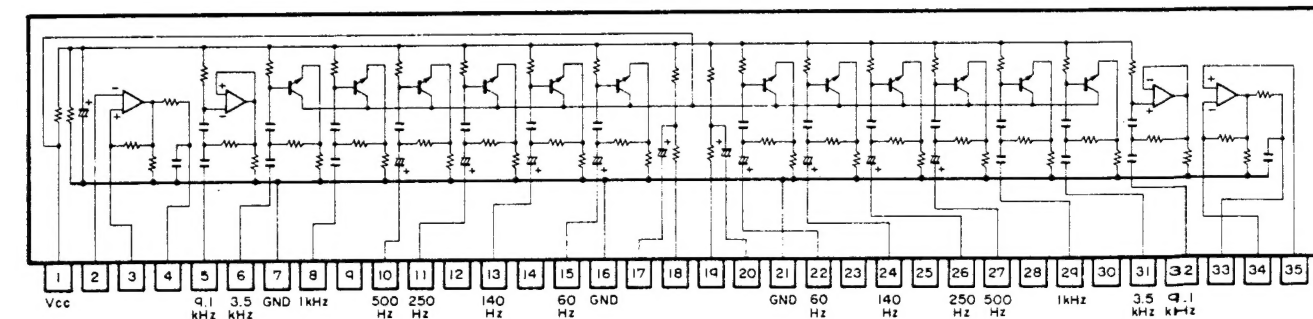 1 2 3 4 5 6 7 8 9 10 11 12 13 14 15 16 17 18 19 20 21 22 23 24 25 26 27 28 29 30 31 32 33 34 35
Vcc 9.1 3.5 GND 1kHz 500 250 140 60 GND GND 60 140 250 500 1kHz 3.5 9.1
kHz kHz Hz Hz Hz Hz Hz Hz Hz Hz kHz kHz